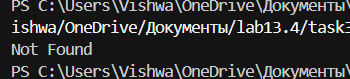 PS C:\Users\Vishwa\OneDrive\Документы\
ishwa/OneDrive/Документы/lab13.4/task3
Not Found
PS C:\Users\Vishwa\OneDrive\Документы\